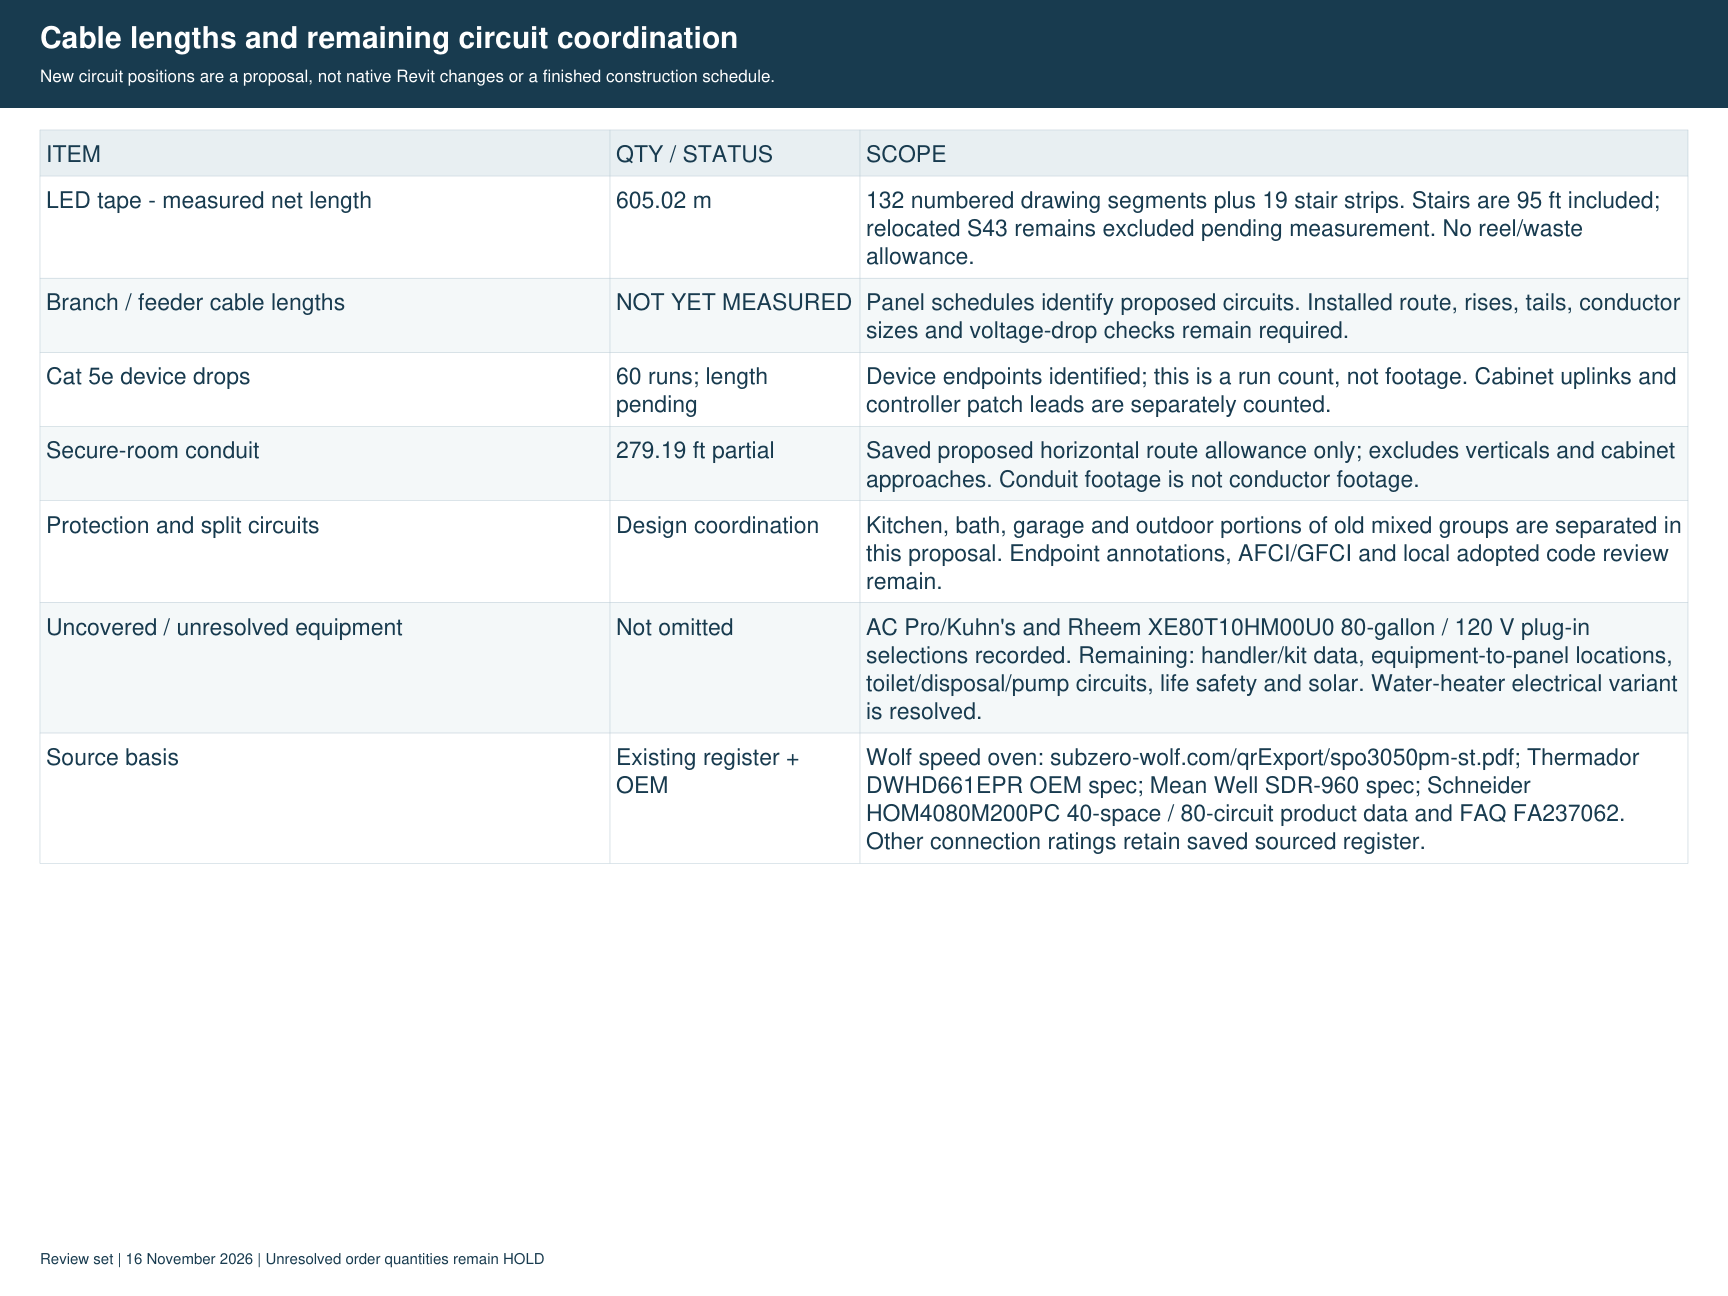 Cable lengths and remaining circuit coordination
New circuit positions are a proposal, not native Revit changes or a finished construction schedule.
ITEM
QTY / STATUS
SCOPE
LED tape - measured net length
605.02 m
132 numbered drawing segments plus 19 stair strips. Stairs are 95 ft included;
relocated S43 remains excluded pending measurement. No reel/waste
allowance.
Branch / feeder cable lengths
NOT YET MEASURED
Panel schedules identify proposed circuits. Installed route, rises, tails, conductor
sizes and voltage-drop checks remain required.
Cat 5e device drops
60 runs; length
pending
Device endpoints identified; this is a run count, not footage. Cabinet uplinks and
controller patch leads are separately counted.
Secure-room conduit
279.19 ft partial
Saved proposed horizontal route allowance only; excludes verticals and cabinet
approaches. Conduit footage is not conductor footage.
Protection and split circuits
Design coordination
Kitchen, bath, garage and outdoor portions of old mixed groups are separated in
this proposal. Endpoint annotations, AFCI/GFCI and local adopted code review
remain.
Uncovered / unresolved equipment
Not omitted
AC Pro/Kuhn's and Rheem XE80T10HM00U0 80-gallon / 120 V plug-in
selections recorded. Remaining: handler/kit data, equipment-to-panel locations,
toilet/disposal/pump circuits, life safety and solar. Water-heater electrical variant
is resolved.
Source basis
Existing register +
OEM
Wolf speed oven: subzero-wolf.com/qrExport/spo3050pm-st.pdf; Thermador
DWHD661EPR OEM spec; Mean Well SDR-960 spec; Schneider
HOM4080M200PC 40-space / 80-circuit product data and FAQ FA237062.
Other connection ratings retain saved sourced register.
Review set | 16 November 2026 | Unresolved order quantities remain HOLD